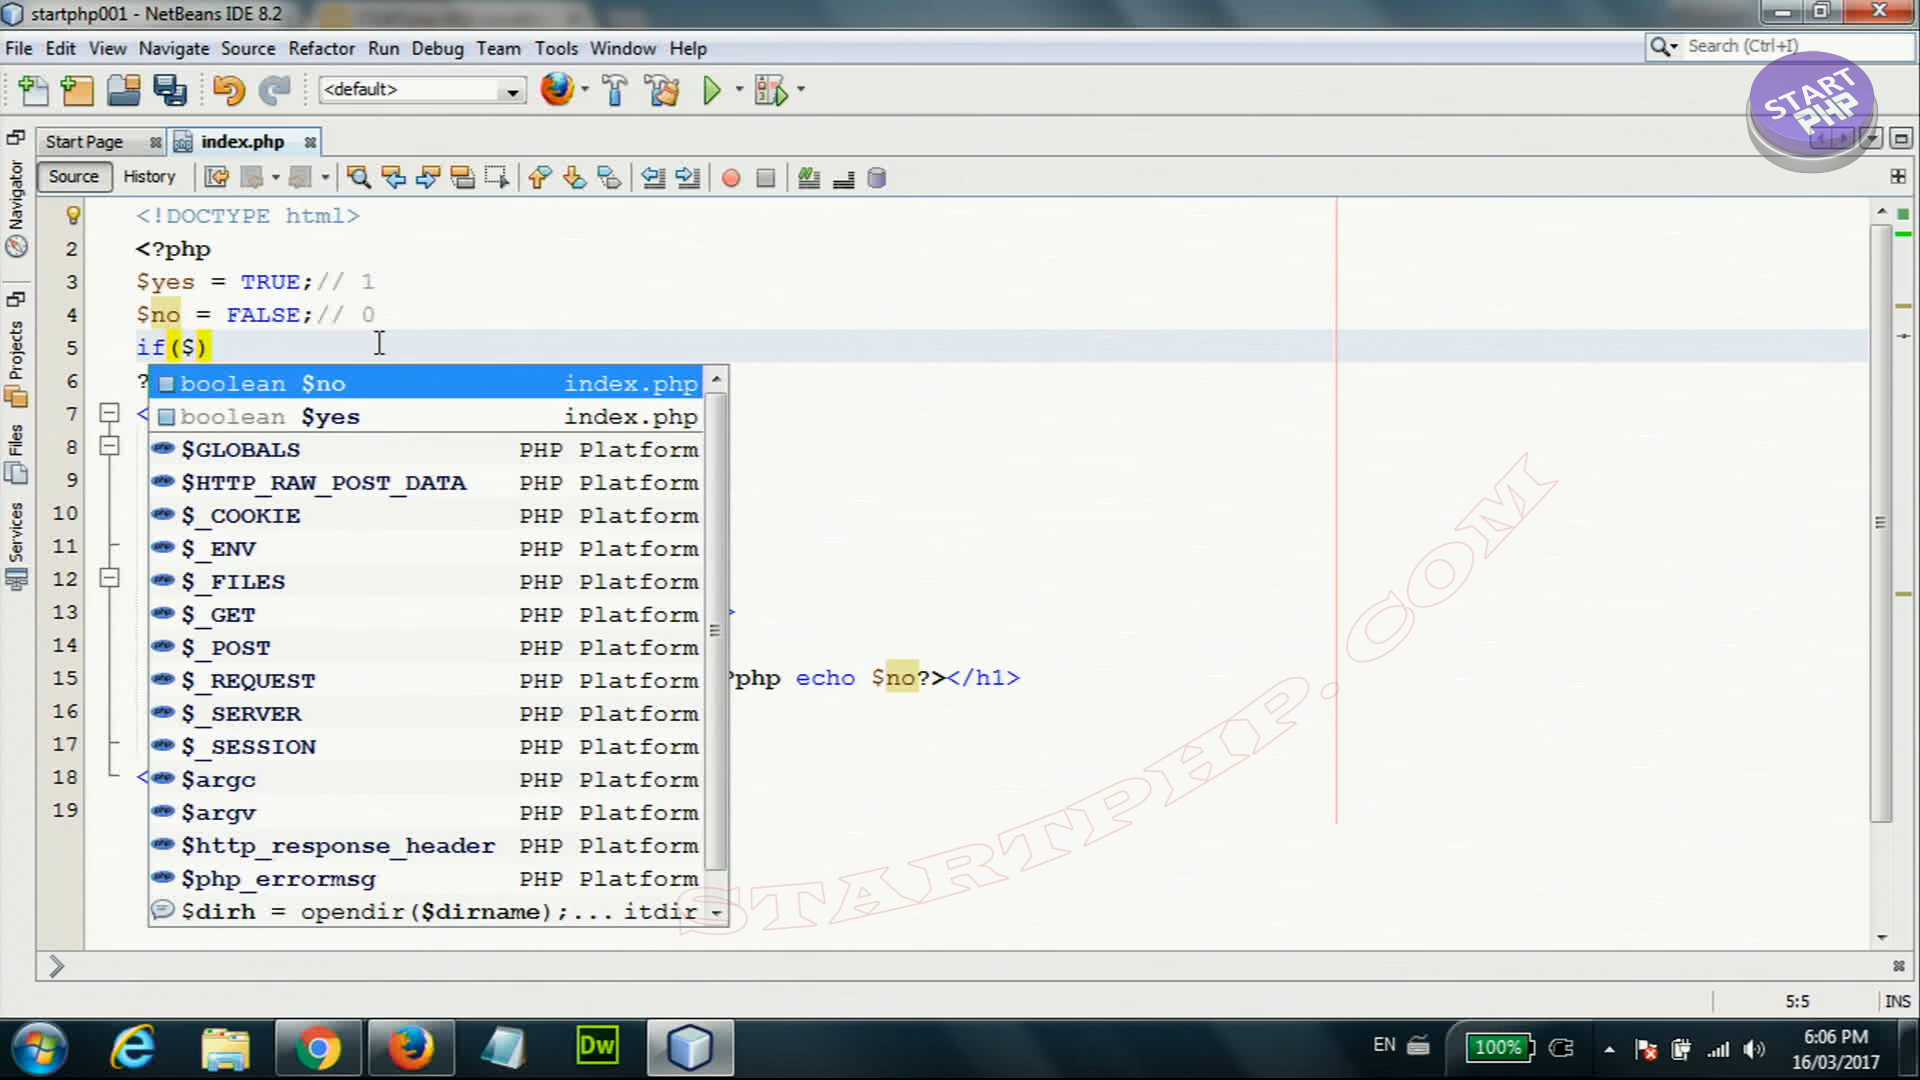 startphp001 - NetBeans IDE 8.2
File Edit View Navigate Source Refactor Run Debug Team Tools Window Help
Search (Ctrl+I)
<default>
START PHP
Start Page
index.php
Source History
Navigator
Projects
Files
Services
<!DOCTYPE html>
2 <?php
3 $yes = TRUE;// 1
4 $no = FALSE;// 0
5 if($)
6 ?
7 <
8
9
10
11
12
13 >
14
15 ?php echo $no?></h1>
16
17
18 <
19
boolean $no index.php
boolean $yes index.php
$GLOBALS PHP Platform
$HTTP_RAW_POST_DATA PHP Platform
$_COOKIE PHP Platform
$_ENV PHP Platform
$_FILES PHP Platform
$_GET PHP Platform
$_POST PHP Platform
$_REQUEST PHP Platform
$_SERVER PHP Platform
$_SESSION PHP Platform
$argc PHP Platform
$argv PHP Platform
$http_response_header PHP Platform
$php_errormsg PHP Platform
$dirh = opendir($dirname);... itdir
STARTPHP.COM
5:5 INS
Dw
EN
100%
6:06 PM
16/03/2017